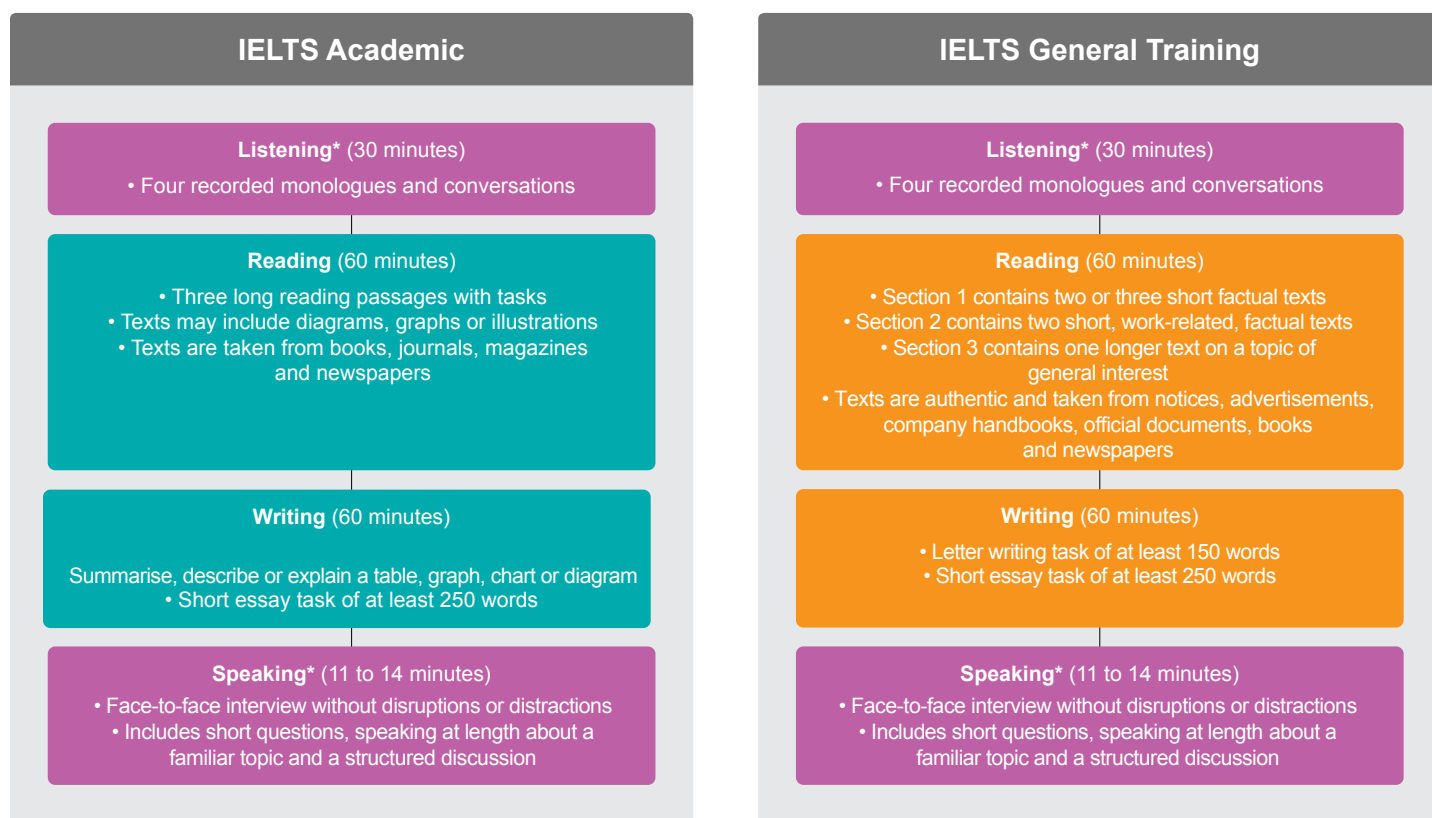 IELTS Academic
Listening* (30 minutes)
• Four recorded monologues and conversations
Reading (60 minutes)
• Three long reading passages with tasks
• Texts may include diagrams, graphs or illustrations
• Texts are taken from books, journals, magazines
and newspapers
Writing (60 minutes)
Summarise, describe or explain a table, graph, chart or diagram
• Short essay task of at least 250 words
Speaking* (11 to 14 minutes)
• Face-to-face interview without disruptions or distractions
• Includes short questions, speaking at length about a
familiar topic and a structured discussion
IELTS General Training
Listening* (30 minutes)
• Four recorded monologues and conversations
Reading (60 minutes)
• Section 1 contains two or three short factual texts
• Section 2 contains two short, work-related, factual texts
• Section 3 contains one longer text on a topic of
general interest
• Texts are authentic and taken from notices, advertisements,
company handbooks, official documents, books
and newspapers
Writing (60 minutes)
• Letter writing task of at least 150 words
• Short essay task of at least 250 words
Speaking* (11 to 14 minutes)
• Face-to-face interview without disruptions or distractions
• Includes short questions, speaking at length about a
familiar topic and a structured discussion